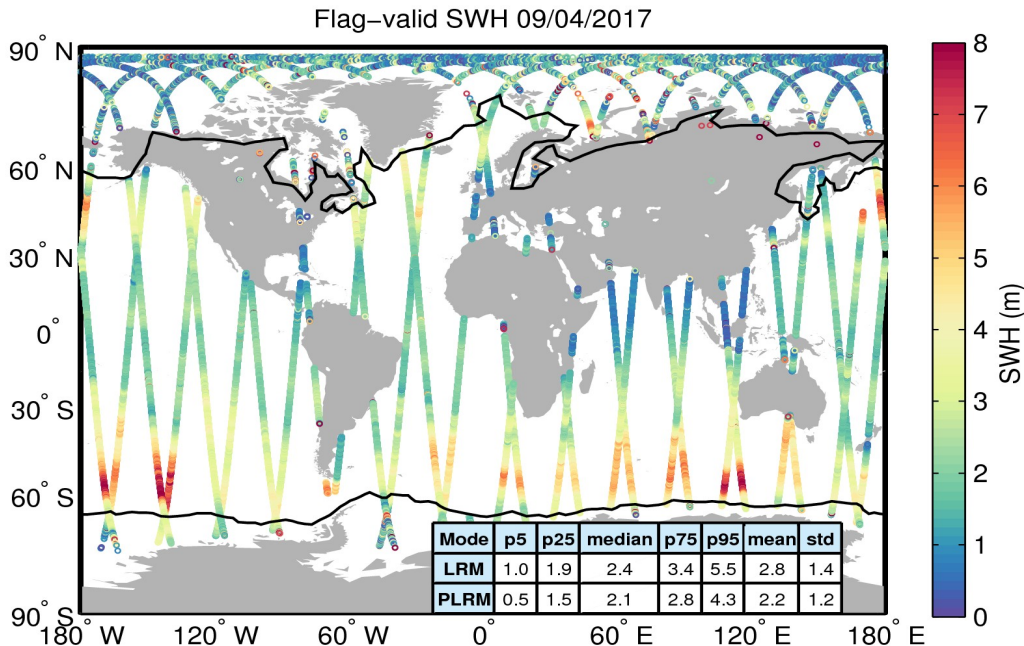 Flag−valid SWH 09/04/2017
90° N
60° N
30° N
0°
30° S
60° S
90° S
180° W
120° W
60° W
0°
60° E
120° E
180° E
Mode p5 p25 median p75 p95 mean std
LRM 1.0 1.9 2.4 3.4 5.5 2.8 1.4
PLRM 0.5 1.5 2.1 2.8 4.3 2.2 1.2
8
7
6
5
4
3
2
1
0
SWH (m)